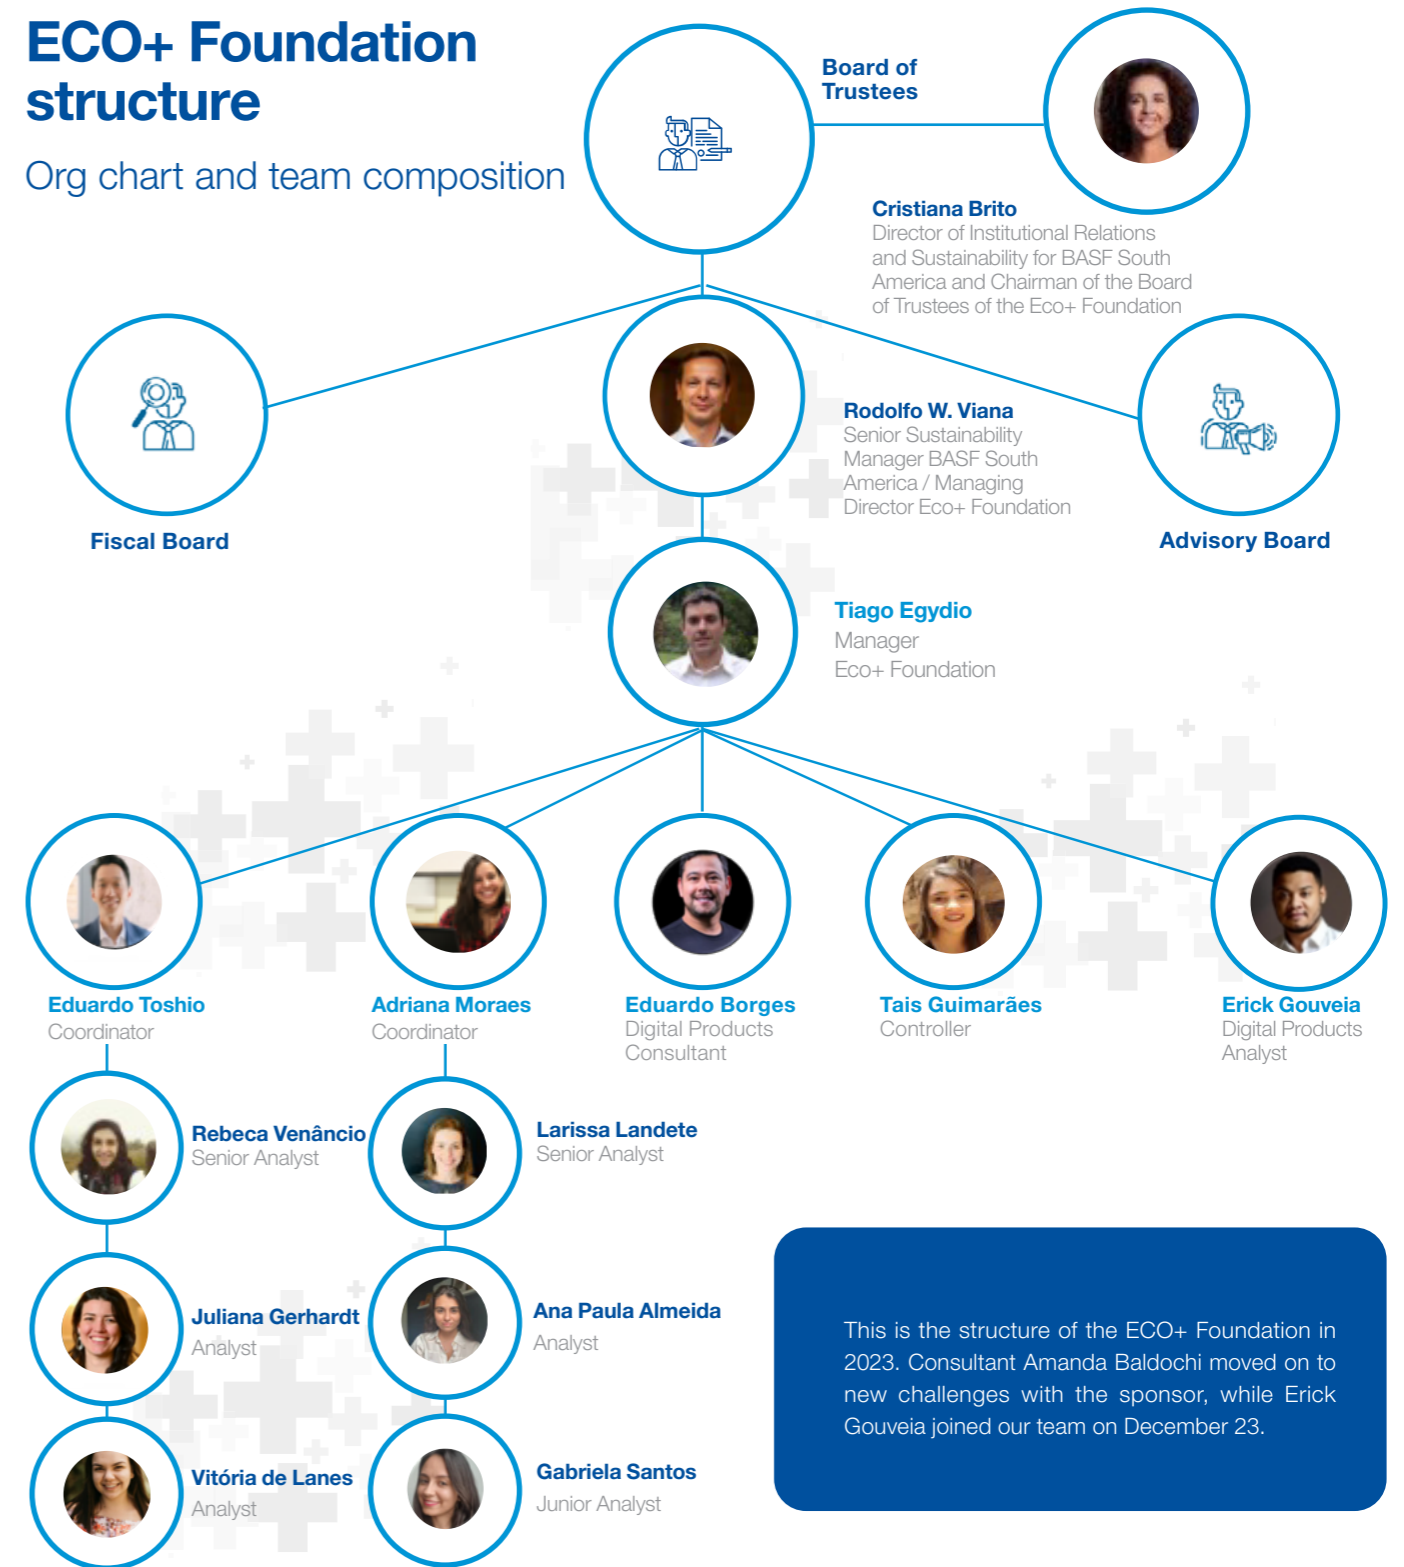 ECO+ Foundation
structure
Org chart and team composition
Board of
Trustees
Cristiana Brito
Director of Institutional Relations
and Sustainability for BASF South
America and Chairman of the Board
of Trustees of the Eco+ Foundation
Rodolfo W. Viana
Senior Sustainability
Manager BASF South
America / Managing
Director Eco+ Foundation
Fiscal Board
Advisory Board
Tiago Egydio
Manager
Eco+ Foundation
Eduardo Toshio
Coordinator
Adriana Moraes
Coordinator
Eduardo Borges
Digital Products
Consultant
Tais Guimarães
Controller
Erick Gouveia
Digital Products
Analyst
Rebeca Venâncio
Senior Analyst
Larissa Landete
Senior Analyst
Juliana Gerhardt
Analyst
Ana Paula Almeida
Analyst
Vitória de Lanes
Analyst
Gabriela Santos
Junior Analyst
This is the structure of the ECO+ Foundation in
2023. Consultant Amanda Baldochi moved on to
new challenges with the sponsor, while Erick
Gouveia joined our team on December 23.